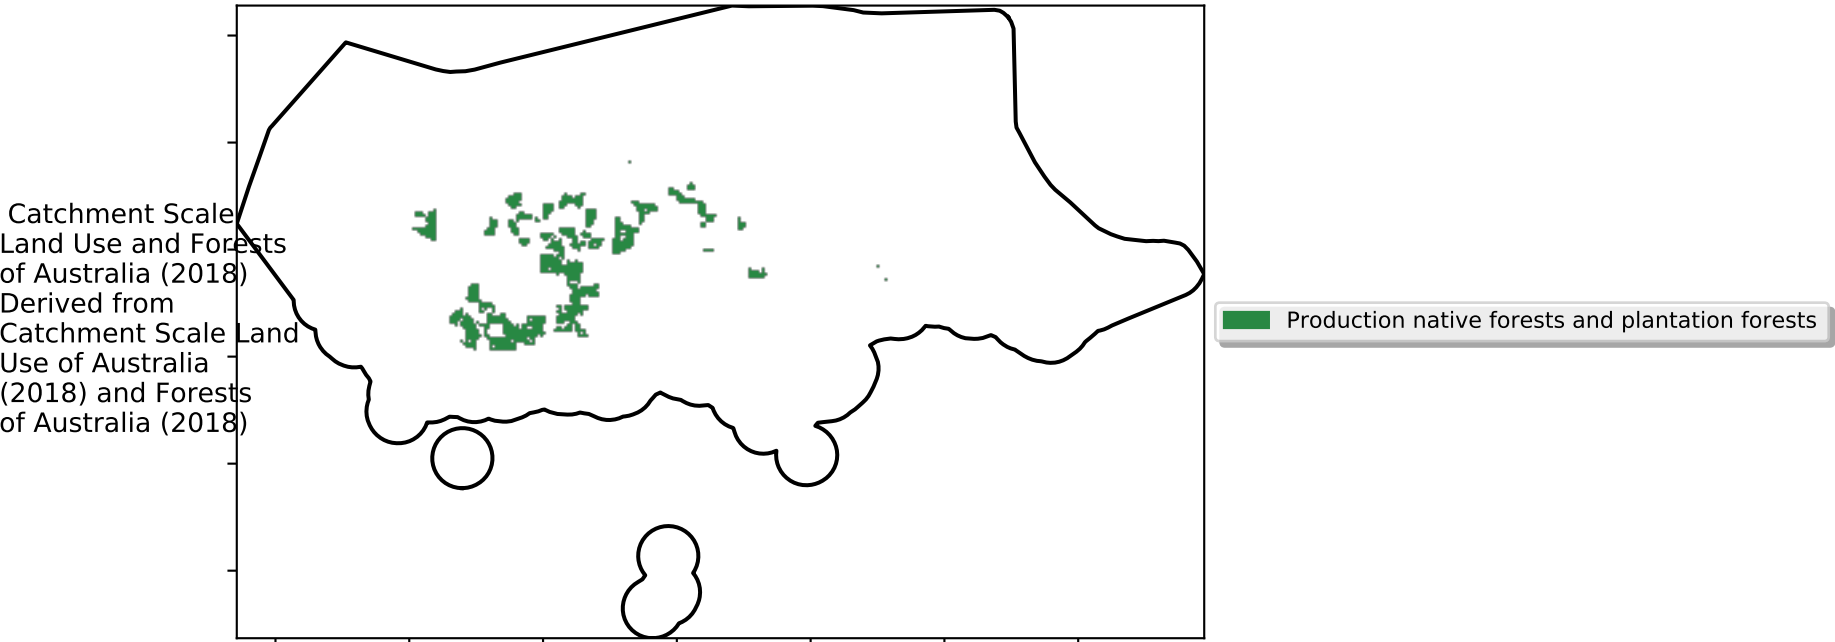 Catchment Scale
Land Use and Forests
of Australia (2018)
Derived from
Catchment Scale Land
Use of Australia
(2018) and Forests
of Australia (2018)
Production native forests and plantation forests